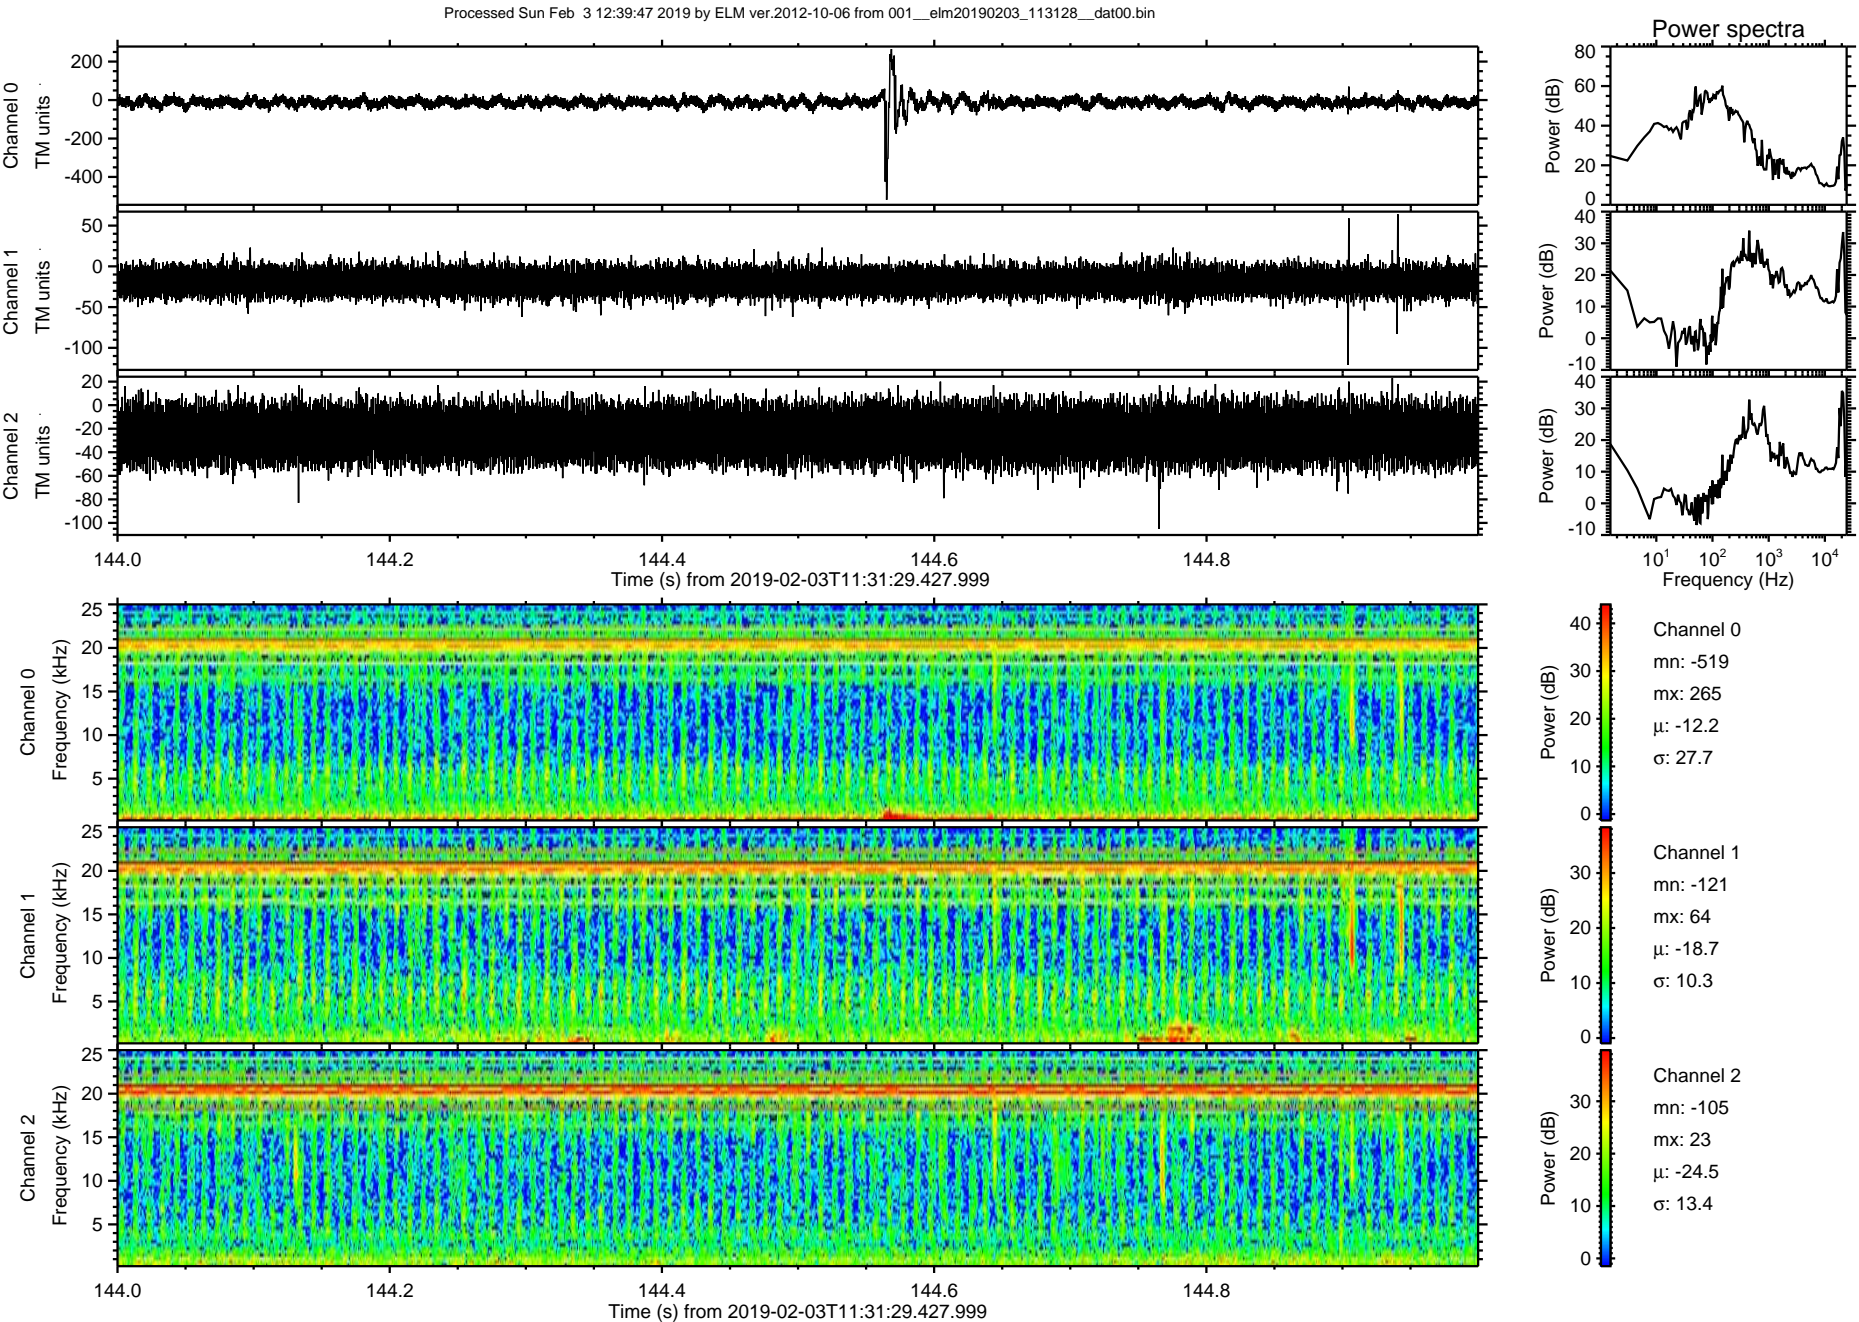 Processed Sun Feb  3 12:39:47 2019 by ELM ver.2012-10-06 from 001__elm20190203_113128__dat00.bin
Power spectra
Channel 0
TM units
200
0
-200
-400
Power (dB)
80
60
40
20
0
Channel 1
TM units
50
0
-50
-100
Power (dB)
40
30
20
10
0
-10
Channel 2
TM units
20
0
-20
-40
-60
-80
-100
Power (dB)
40
30
20
10
0
-10
144.0 144.2 144.4 144.6 144.8
Time (s) from 2019-02-03T11:31:29.427.999
10¹ 10² 10³ 10⁴
Frequency (Hz)
Channel 0
Frequency (kHz)
25
20
15
10
5
Power (dB)
40
30
20
10
0
Channel 0
mn: -519
mx: 265
μ: -12.2
σ: 27.7
Channel 1
Frequency (kHz)
25
20
15
10
5
Power (dB)
30
20
10
0
Channel 1
mn: -121
mx: 64
μ: -18.7
σ: 10.3
Channel 2
Frequency (kHz)
25
20
15
10
5
Power (dB)
30
20
10
0
Channel 2
mn: -105
mx: 23
μ: -24.5
σ: 13.4
144.0 144.2 144.4 144.6 144.8
Time (s) from 2019-02-03T11:31:29.427.999